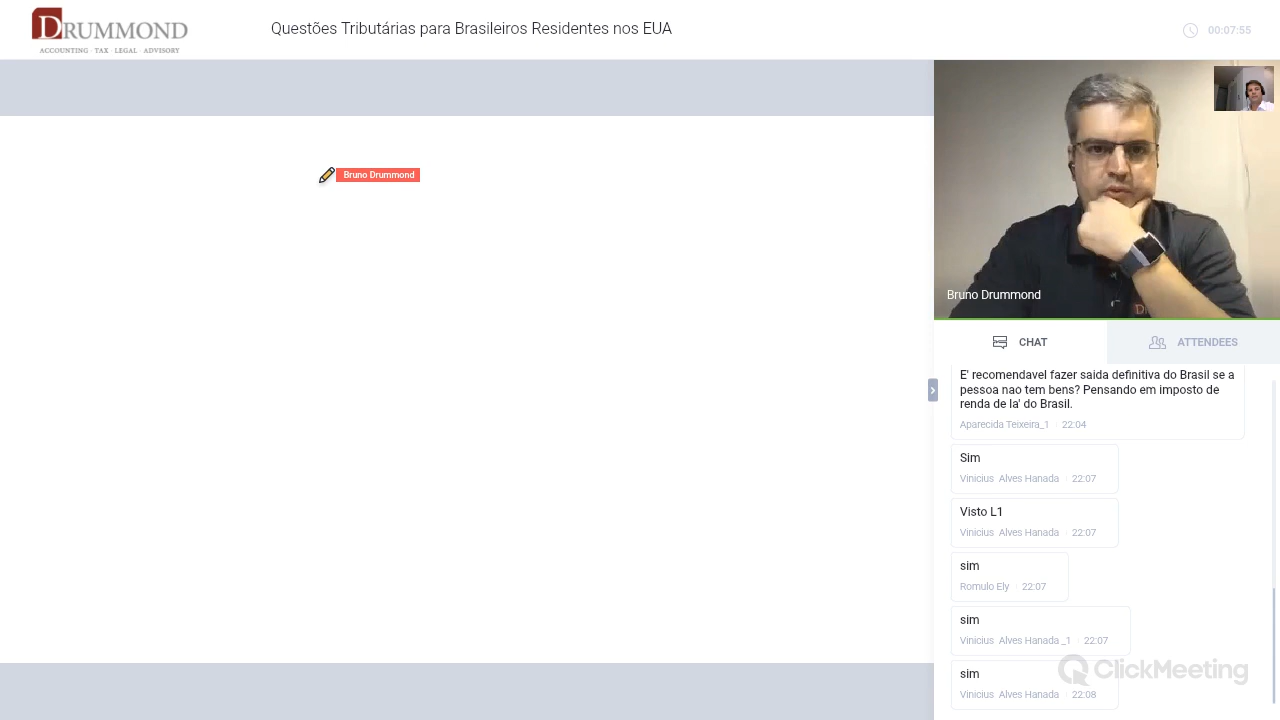 DRUMMOND
ACCOUNTING · TAX · LEGAL · ADVISORY
Questões Tributárias para Brasileiros Residentes nos EUA
00:07:55
Bruno Drummond
Bruno Drummond
CHAT
ATTENDEES
E' recomendavel fazer saida definitiva do Brasil se a
pessoa nao tem bens? Pensando em imposto de
renda de la' do Brasil.
Aparecida Teixeira_1 22:04
Sim
Vinicius Alves Hanada 22:07
Visto L1
Vinicius Alves Hanada 22:07
sim
Romulo Ely 22:07
sim
Vinicius Alves Hanada _1 22:07
sim
Vinicius Alves Hanada 22:08
ClickMeeting